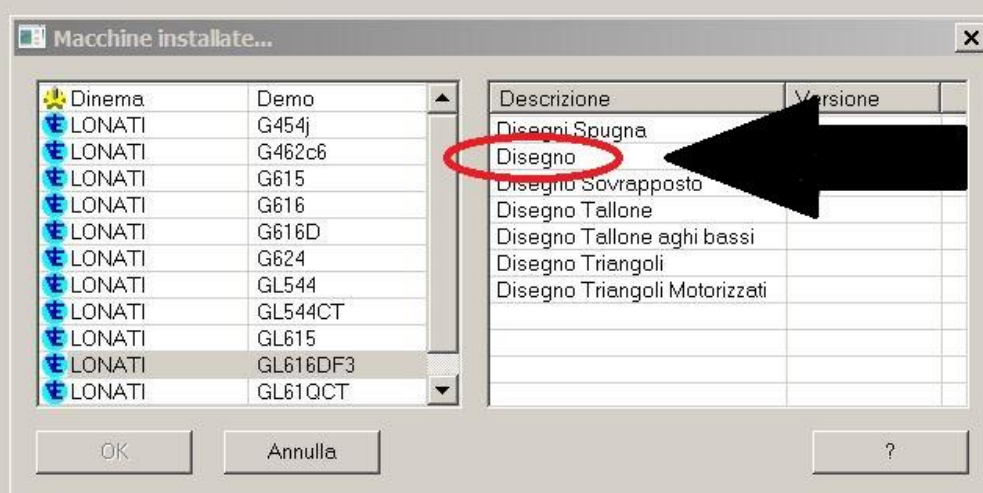 Macchine installate...
Dinema Demo
LONATI G454j
LONATI G462c6
LONATI G615
LONATI G616
LONATI G616D
LONATI G624
LONATI GL544
LONATI GL544CT
LONATI GL615
LONATI GL616DF3
LONATI GL61QCT
Descrizione Versione
Disegni Spugna
Disegno
Disegno Sovrapposto
Disegno Tallone
Disegno Tallone aghi bassi
Disegno Triangoli
Disegno Triangoli Motorizzati
OK Annulla ?